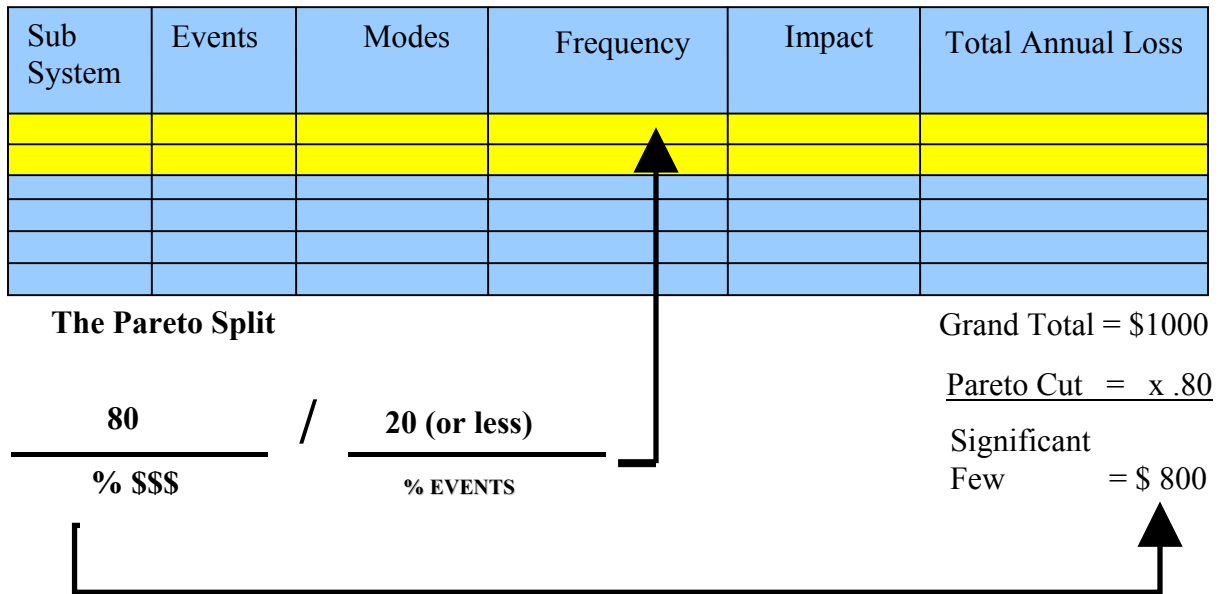 Sub System
Events
Modes
Frequency
Impact
Total Annual Loss
The Pareto Split
80 / 20 (or less)
% $$$
% EVENTS
Grand Total = $1000
Pareto Cut = x .80
Significant
Few = $ 800